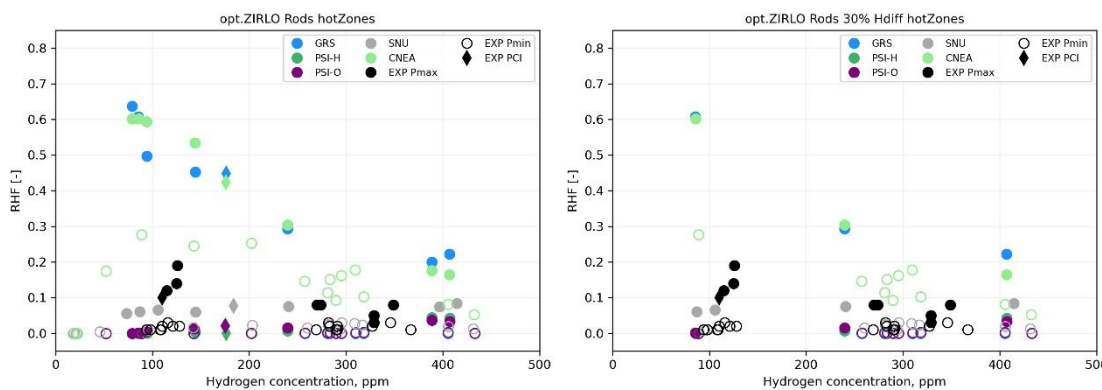 opt.ZIRLO Rods hotZones
0.8
0.7
0.6
0.5
0.4
0.3
0.2
0.1
0.0
RHF [-]
GRS
PSI-H
PSI-O
SNU
CNEA
EXP Pmax
EXP Pmin
EXP PCI
0
100
200
300
400
500
Hydrogen concentration, ppm
opt.ZIRLO Rods 30% Hdiff hotZones
0.8
0.7
0.6
0.5
0.4
0.3
0.2
0.1
0.0
RHF [-]
GRS
PSI-H
PSI-O
SNU
CNEA
EXP Pmax
EXP Pmin
EXP PCI
0
100
200
300
400
500
Hydrogen concentration, ppm